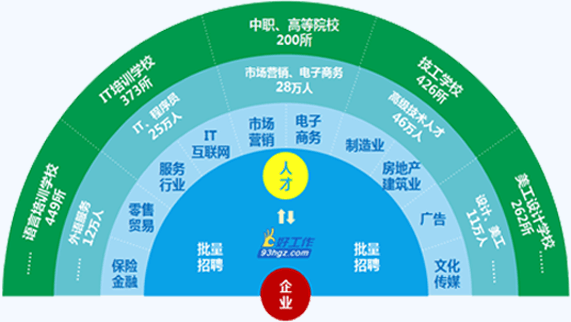 中职、高等院校
200所
IT培训学校
373所
技工学校
426所
语言培训学校
449所
……
美工设计学校
262所
……
市场营销、电子商务
28万人
IT、程序员
25万人
高级技术人才
46万人
外语服务
12万人
……
设计、美工
11万人
……
保险
金融
零售
贸易
服务
行业
IT
互联网
市场
营销
电子
商务
制造业
房地产
建筑业
广告
文化
传媒
人
才
批量
招聘
好工作
93hgz.com
批量
招聘
企
业